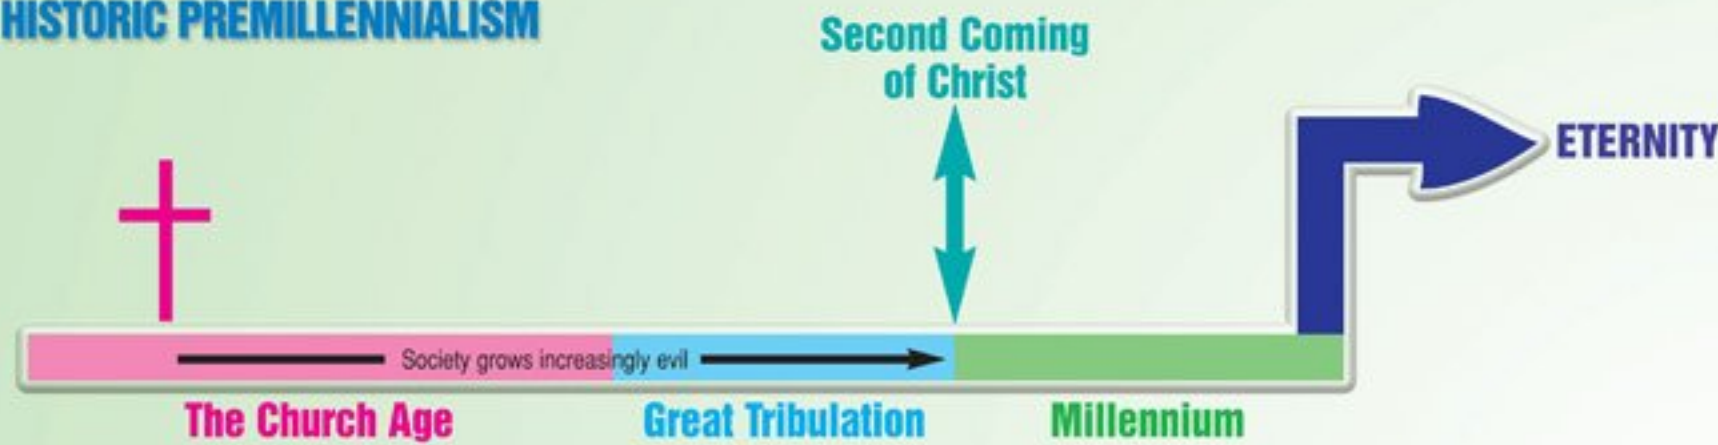 HISTORIC PREMILLENNIALISM
Second Coming
of Christ
ETERNITY
Society grows increasingly evil
The Church Age
Great Tribulation
Millennium